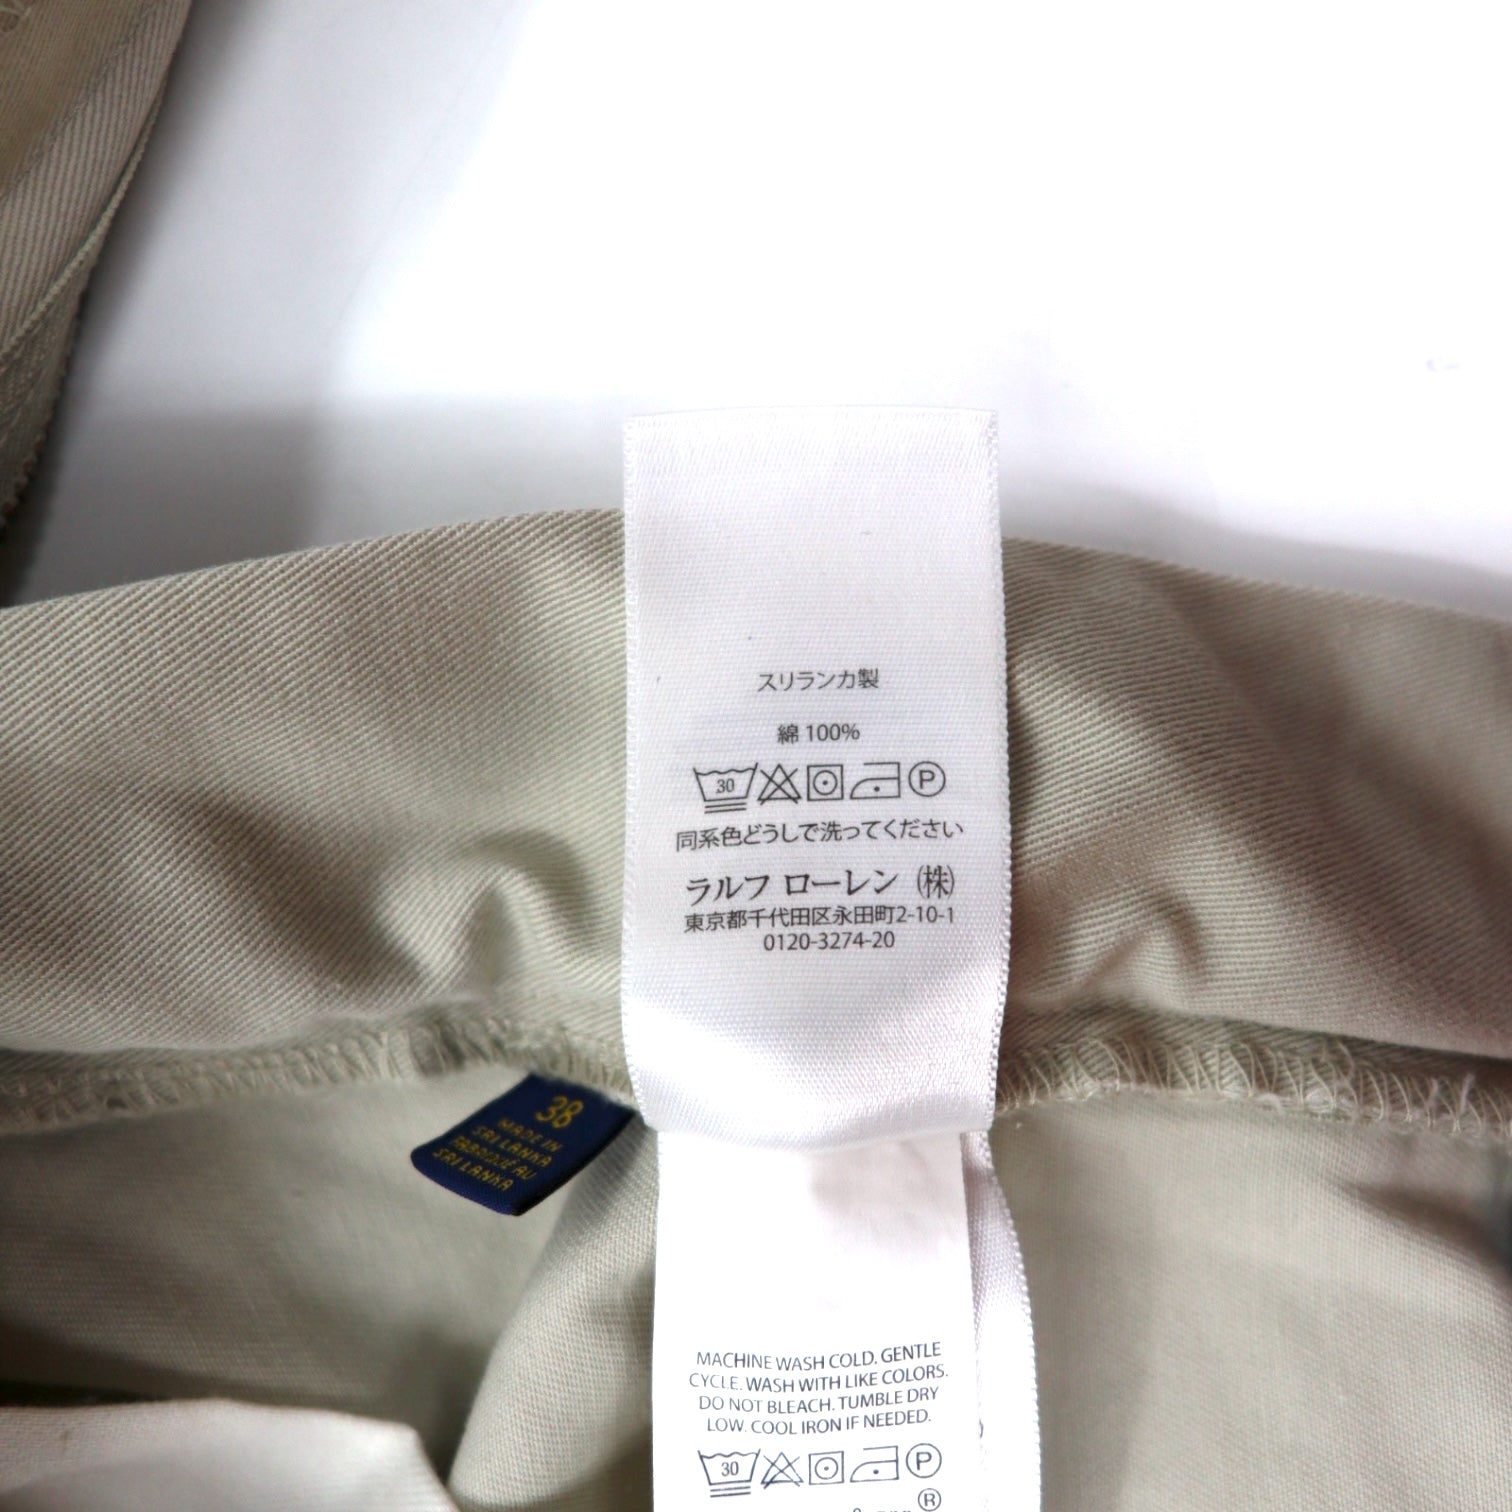 スリランカ製
綿 100%
30 P
同系色どうしで洗ってください
ラルフ ローレン (株)
東京都千代田区永田町2-10-1
0120-3274-20
38
MADE IN
SRI LANKA
FABRIQUÉ AU
SRI LANKA
MACHINE WASH COLD. GENTLE
CYCLE. WASH WITH LIKE COLORS.
DO NOT BLEACH. TUMBLE DRY
LOW. COOL IRON IF NEEDED.
30 P
®